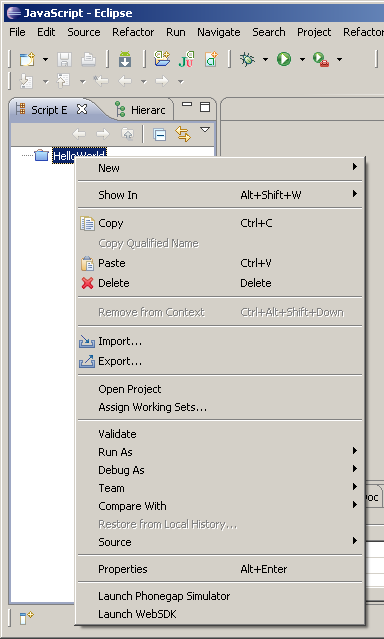 JavaScript - Eclipse
File Edit Source Refactor Run Navigate Search Project Refactor
Script E Hierarc
HelloWorld
New
Show In Alt+Shift+W
Copy Ctrl+C
Copy Qualified Name
Paste Ctrl+V
Delete Delete
Remove from Context Ctrl+Alt+Shift+Down
Import...
Export...
Open Project
Assign Working Sets...
Validate
Run As
Debug As
Team
Compare With
Restore from Local History...
Source
Properties Alt+Enter
Launch Phonegap Simulator
Launch WebSDK